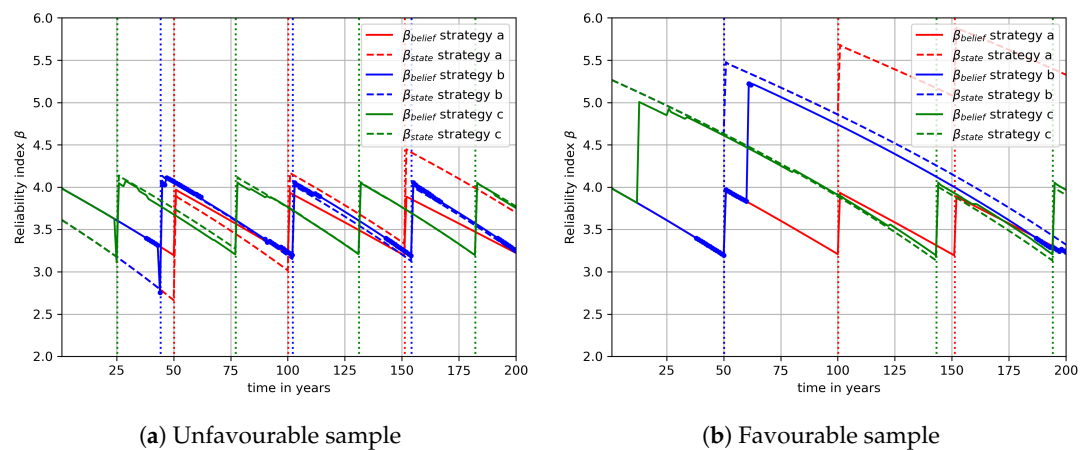 6.0
5.5
5.0
4.5
4.0
3.5
3.0
2.5
2.0
Reliability index β
25 50 75 100 125 150 175 200
time in years
β_belief strategy a
β_state strategy a
β_belief strategy b
β_state strategy b
β_belief strategy c
β_state strategy c
(a) Unfavourable sample
6.0
5.5
5.0
4.5
4.0
3.5
3.0
2.5
2.0
Reliability index β
25 50 75 100 125 150 175 200
time in years
β_belief strategy a
β_state strategy a
β_belief strategy b
β_state strategy b
β_belief strategy c
β_state strategy c
(b) Favourable sample